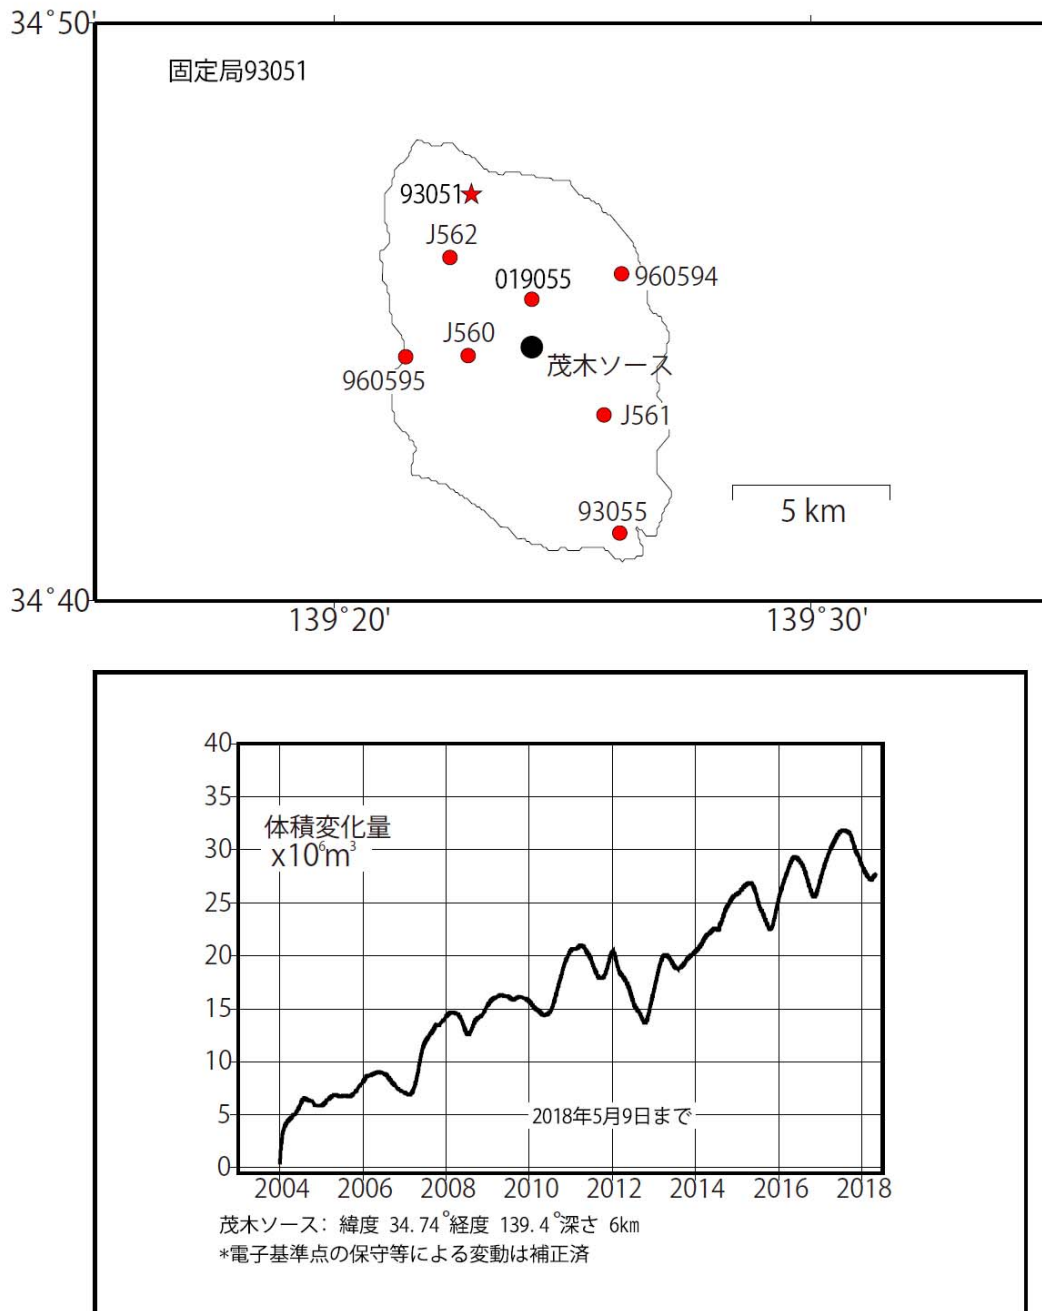 34°50'
固定局93051
93051
J562
019055
960594
J560
茂木ソース
960595
J561
93055
5 km
34°40'
139°20'
139°30'
40
35
体積変化量
30
x10⁶m³
25
20
15
10
5
2018年5月9日まで
0
2004 2006 2008 2010 2012 2014 2016 2018
茂木ソース: 緯度 34.74°経度 139.4°深さ 6km
*電子基準点の保守等による変動は補正済